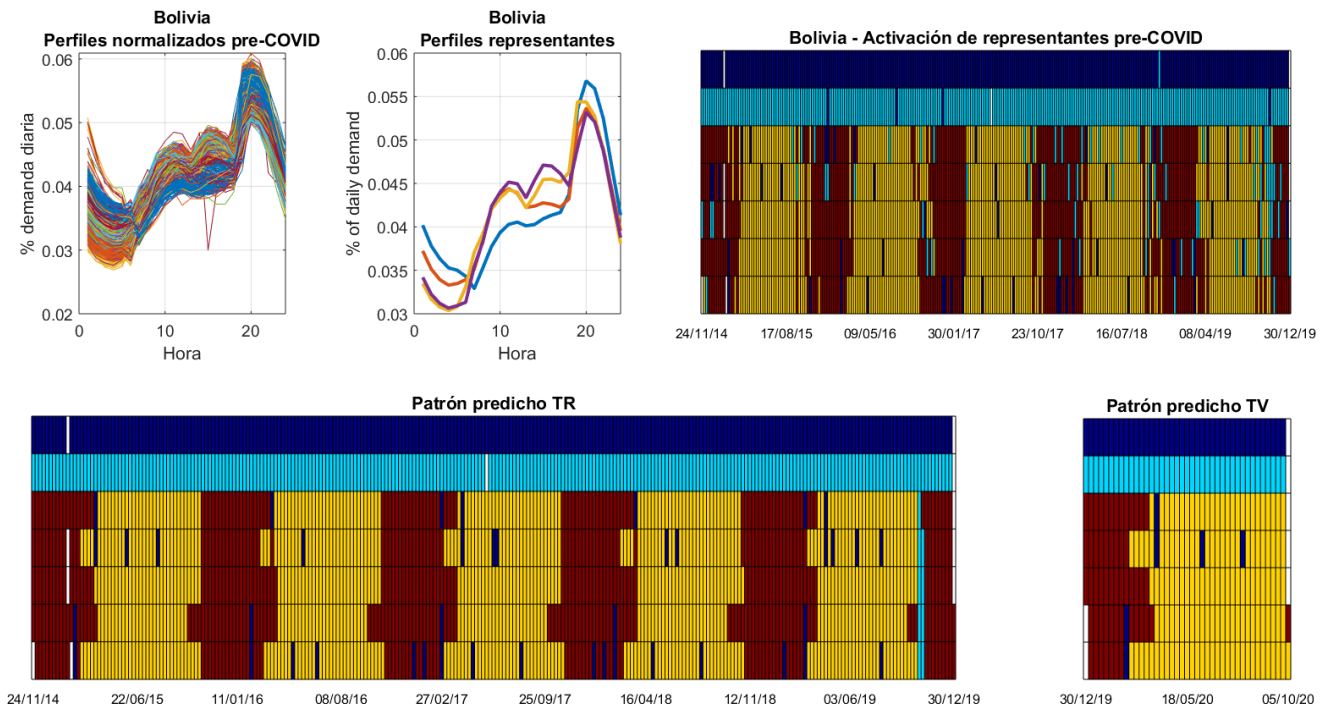 Bolivia
Perfiles normalizados pre-COVID
0.06
0.05
0.04
0.03
0.02
% demanda diaria
0
10
20
Hora
Bolivia
Perfiles representantes
0.06
0.055
0.05
0.045
0.04
0.035
0.03
% of daily demand
0
10
20
Hora
Bolivia - Activación de representantes pre-COVID
24/11/14 17/08/15 09/05/16 30/01/17 23/10/17 16/07/18 08/04/19 30/12/19
Patrón predicho TR
24/11/14 22/06/15 11/01/16 08/08/16 27/02/17 25/09/17 16/04/18 12/11/18 03/06/19 30/12/19
Patrón predicho TV
30/12/19 18/05/20 05/10/20